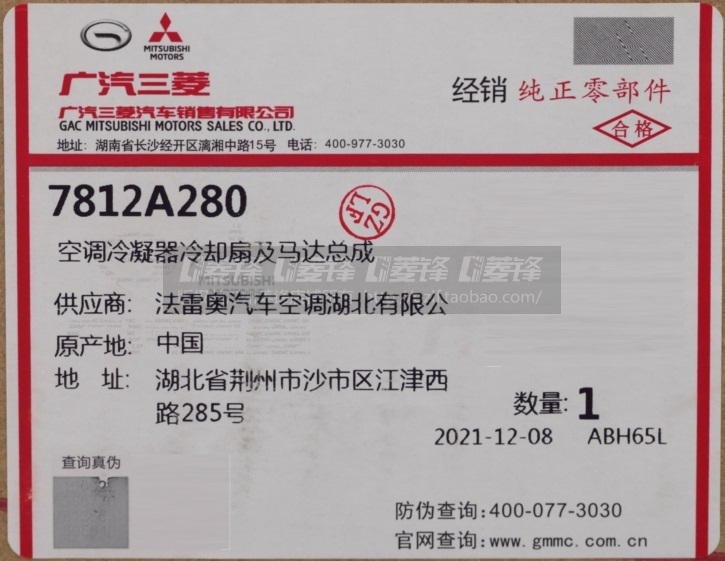 MITSUBISHI
MOTORS
广汽三菱
广汽三菱汽车销售有限公司
GAC MITSUBISHI MOTORS SALES CO., LTD.
地址: 湖南省长沙经开区漓湘中路15号 电话: 400-977-3030
经销 纯正零部件
合格
7812A280
空调冷凝器冷却扇及马达总成
供应商: 法雷奥汽车空调湖北有限公
原产地: 中国
地 址: 湖北省荆州市沙市区江津西
路285号
数量: 1
2021-12-08 ABH65L
查询真伪
防伪查询:400-077-3030
官网查询:www.gmmc.com.cn
菱锋 菱锋 菱锋 菱锋
taobao.com/